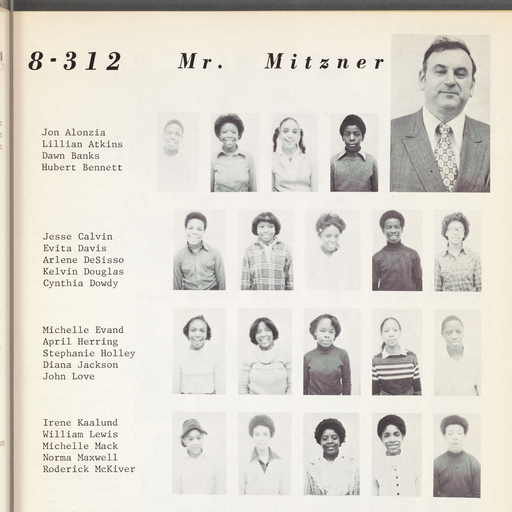 8-312 Mr. Mitzner
Jon Alonzia
Lillian Atkins
Dawn Banks
Hubert Bennett
Jesse Calvin
Evita Davis
Arlene DeSisso
Kelvin Douglas
Cynthia Dowdy
Michelle Evand
April Herring
Stephanie Holley
Diana Jackson
John Love
Irene Kaalund
William Lewis
Michelle Mack
Norma Maxwell
Roderick McKiver